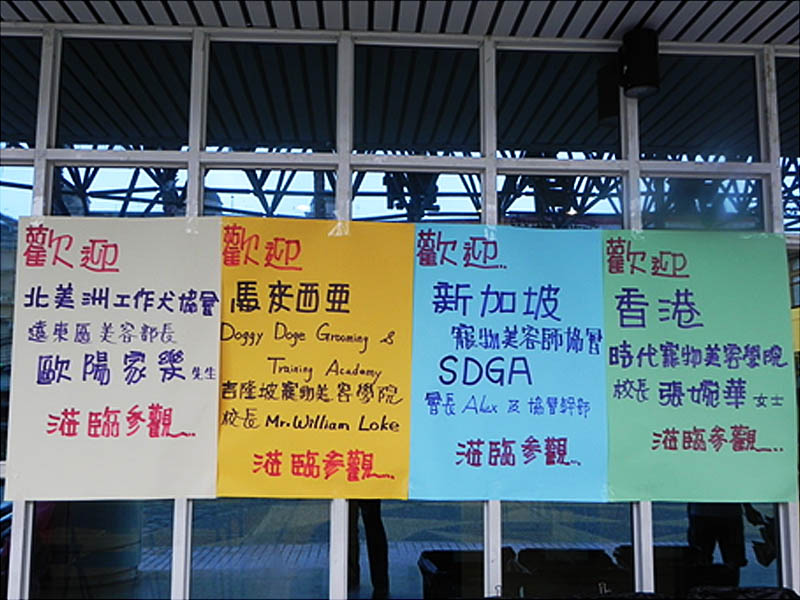 歡迎
北美洲工作犬協會
遠東區美容部長
歐陽家樂先生
蒞臨參觀
歡迎
馬來西亞
Doggy Doge Grooming &
Training Academy
吉隆坡寵物美容學院
校長 Mr. William Loke
蒞臨參觀
歡迎..
新加坡
寵物美容師協會
SDGA
會長 Alex 及協會幹部
蒞臨參觀..
歡迎..
香港
時代寵物美容學院
校長 張婉華 女士
蒞臨參觀...